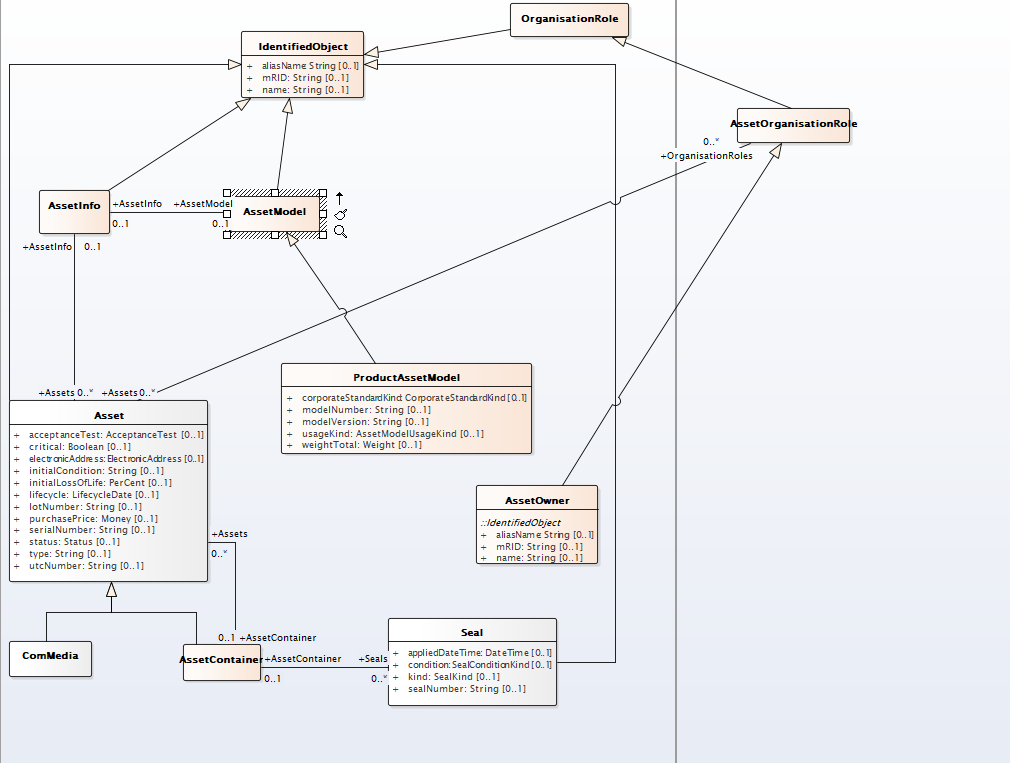 OrganisationRole
IdentifiedObject
+ aliasName: String [0..1]
+ mRID: String [0..1]
+ name: String [0..1]
AssetOrganisationRole
0..*
+OrganisationRoles
AssetInfo
+AssetInfo
+AssetModel
0..1
0..1
AssetModel
+AssetInfo 0..1
ProductAssetModel
+ corporateStandardKind: CorporateStandardKind [0..1]
+ modelNumber: String [0..1]
+ modelVersion: String [0..1]
+ usageKind: AssetModelUsageKind [0..1]
+ weightTotal: Weight [0..1]
+Assets 0..* +Assets 0..*
Asset
+ acceptanceTest: AcceptanceTest [0..1]
+ critical: Boolean [0..1]
+ electronicAddress: ElectronicAddress [0..1]
+ initialCondition: String [0..1]
+ initialLossOfLife: PerCent [0..1]
+ lifecycle: LifecycleDate [0..1]
+ lotNumber: String [0..1]
+ purchasePrice: Money [0..1]
+ serialNumber: String [0..1]
+ status: Status [0..1]
+ type: String [0..1]
+ utcNumber: String [0..1]
AssetOwner
::IdentifiedObject
+ aliasName: String [0..1]
+ mRID: String [0..1]
+ name: String [0..1]
+Assets
0..*
0..1 +AssetContainer
ComMedia
AssetContainer
+AssetContainer
+Seals
0..1
0..*
Seal
+ appliedDateTime: DateTime [0..1]
+ condition: SealConditionKind [0..1]
+ kind: SealKind [0..1]
+ sealNumber: String [0..1]